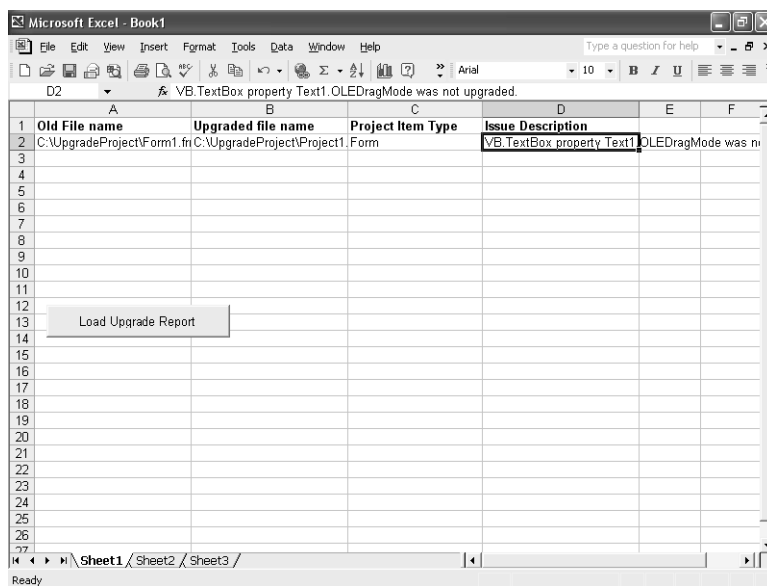 Microsoft Excel - Book1
File Edit View Insert Format Tools Data Window Help Type a question for help
Arial 10 B I U
D2 fx VB.TextBox property Text1.OLEDragMode was not upgraded.
A B C D E F
1 Old File name Upgraded file name Project Item Type Issue Description
2 C:\UpgradeProject\Form1.fr C:\UpgradeProject\Project1. Form VB.TextBox property Text1.OLEDragMode was n
3
4
5
6
7
8
9
10
11
12
13 Load Upgrade Report
14
15
16
17
18
19
20
21
22
23
24
25
26
27
Sheet1 / Sheet2 / Sheet3 /
Ready